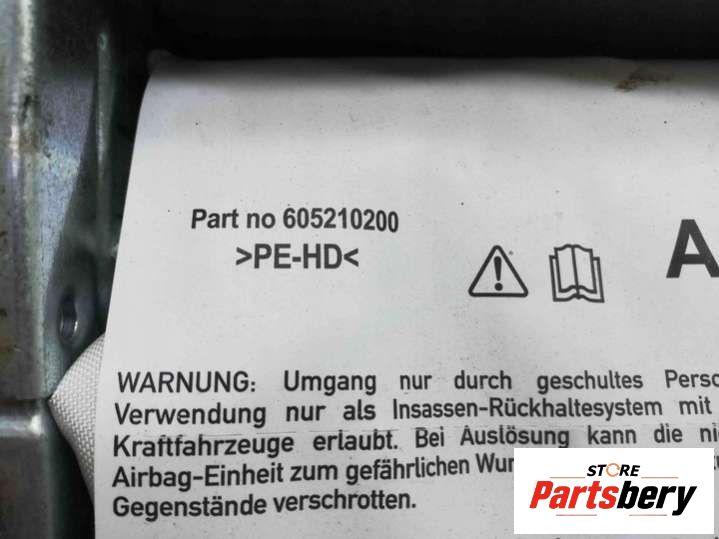 Part no 605210200
>PE-HD<
A
WARNUNG: Umgang nur durch geschultes
Verwendung nur als Insassen-Rückhaltesystem mit
Kraftfahrzeuge erlaubt. Bei Auslösung kann die
Airbag-Einheit zum gefährlichen
Gegenstände verschrotten.
STORE
Partsbery